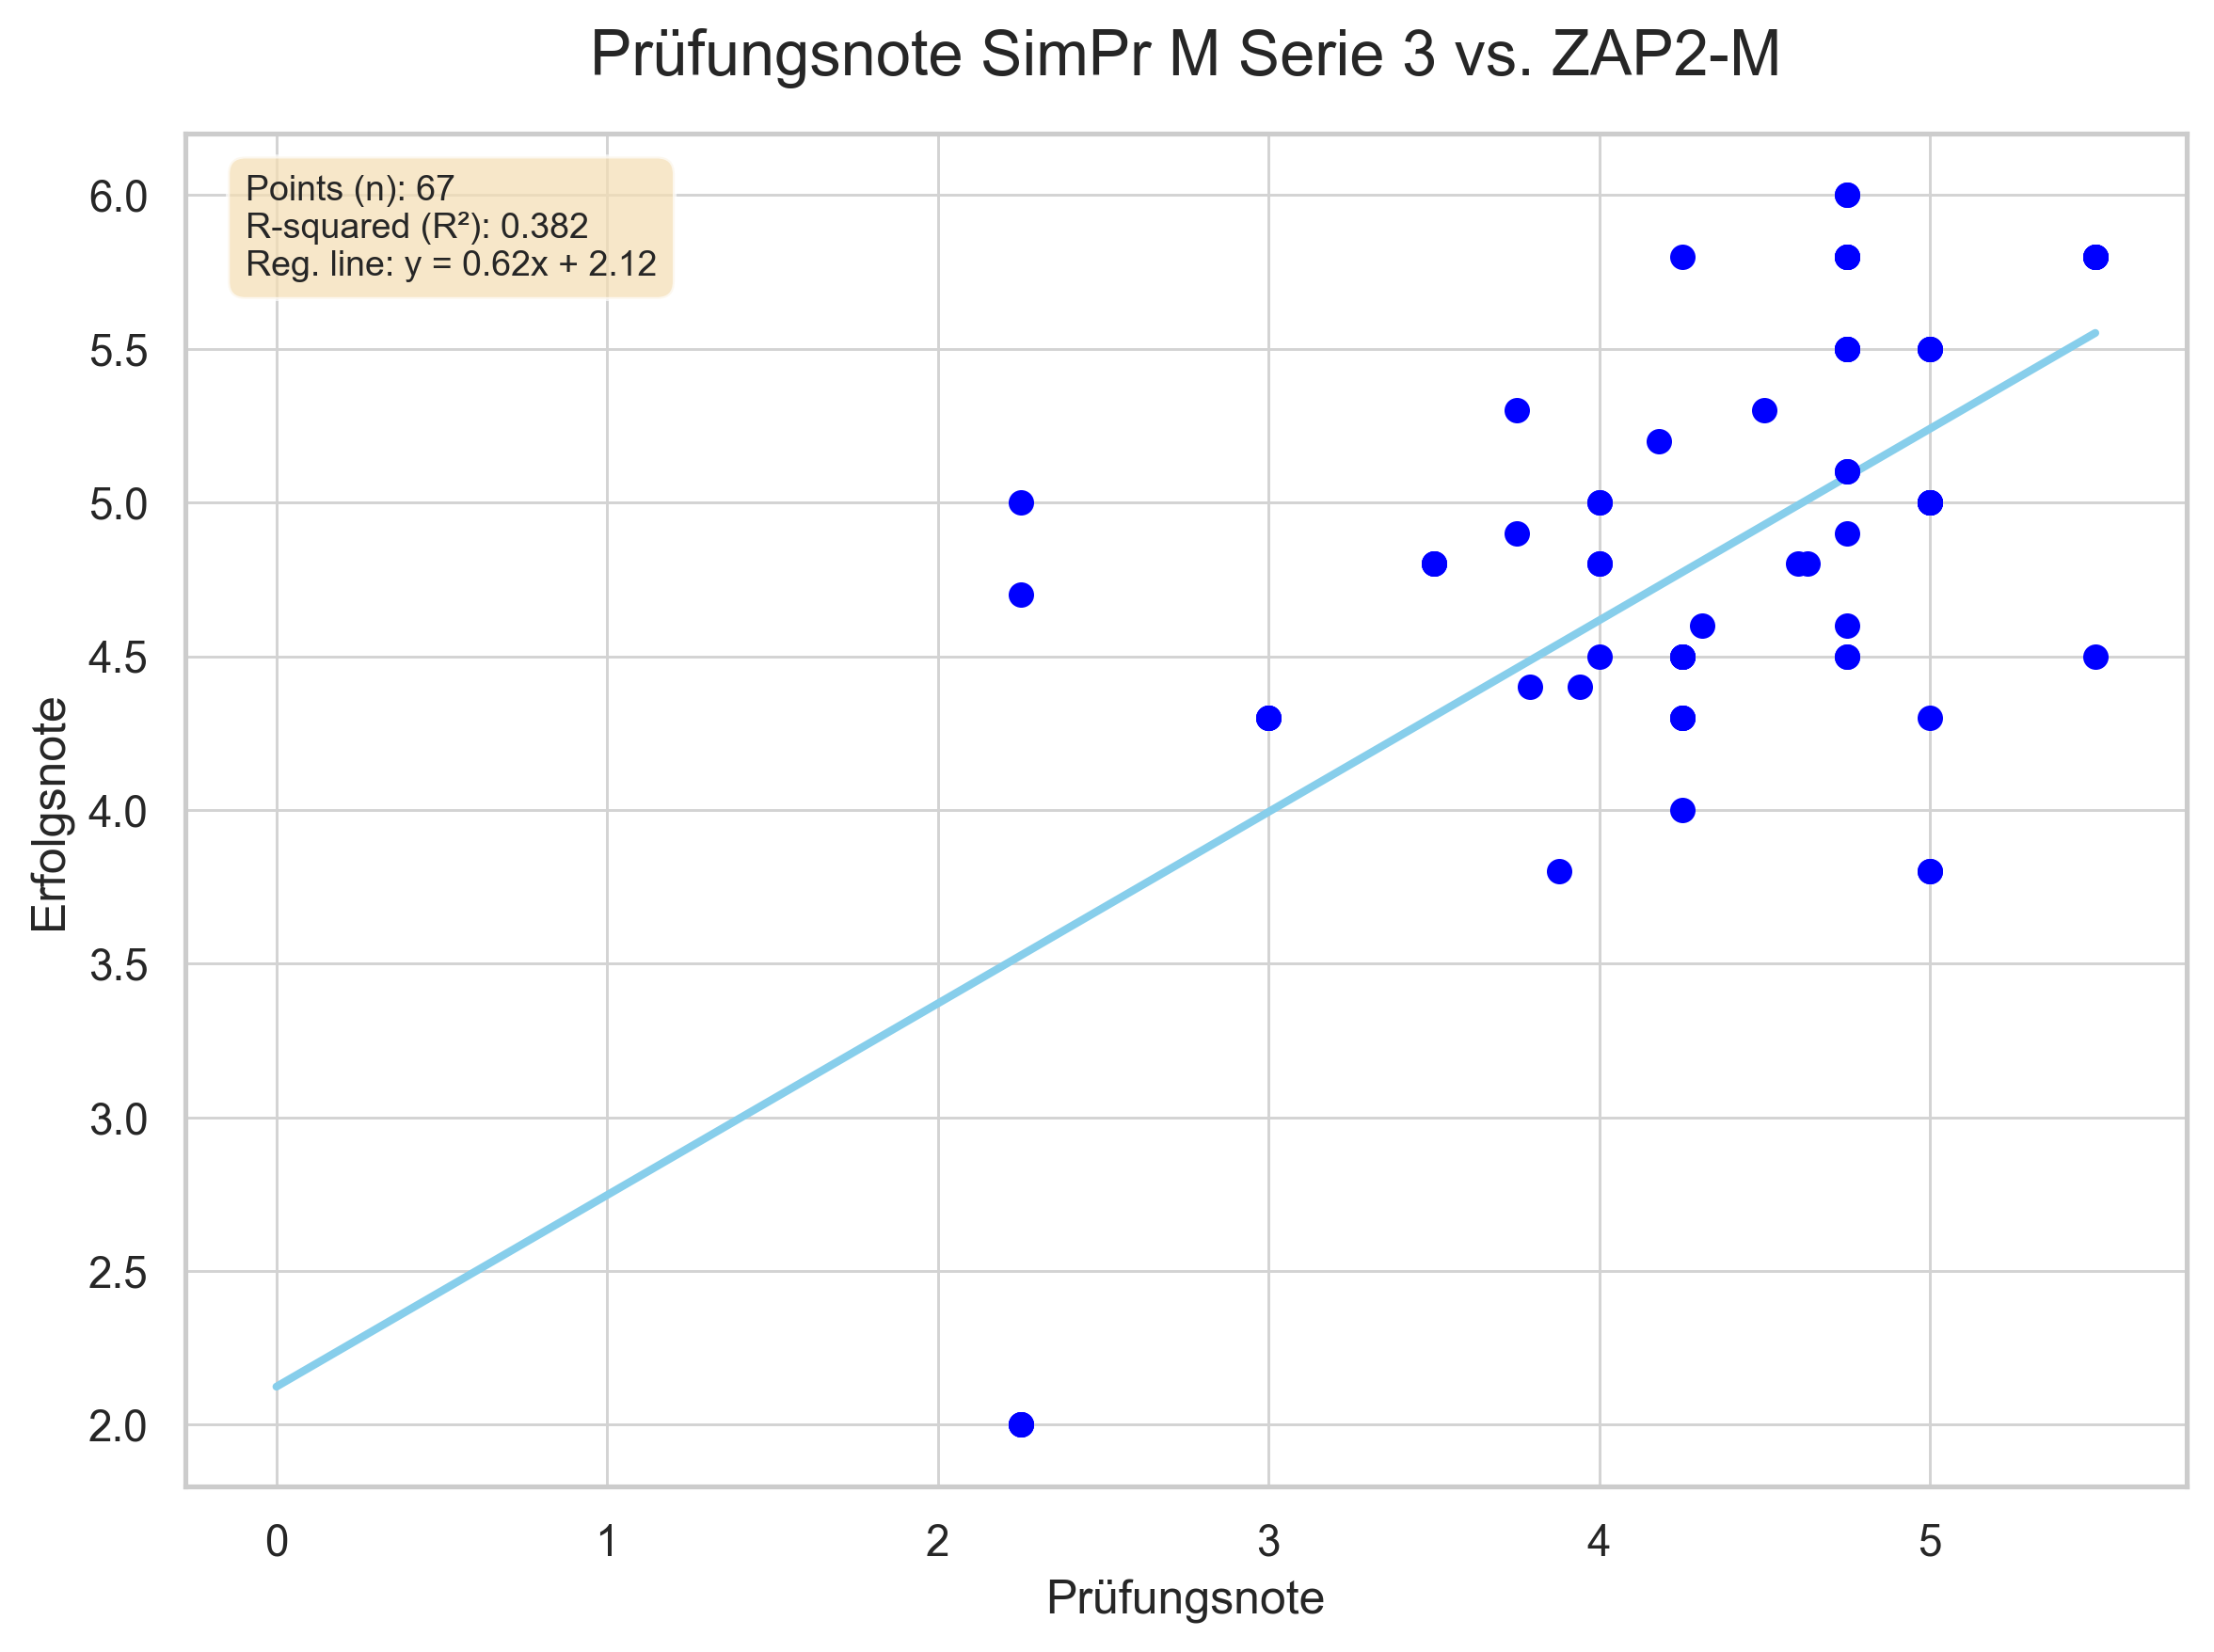 Prüfungsnote SimPr M Serie 3 vs. ZAP2-M
Points (n): 67
R-squared (R²): 0.382
Reg. line: y = 0.62x + 2.12
6.0
5.5
5.0
4.5
4.0
3.5
3.0
2.5
2.0
Erfolgsnote
0 1 2 3 4 5
Prüfungsnote